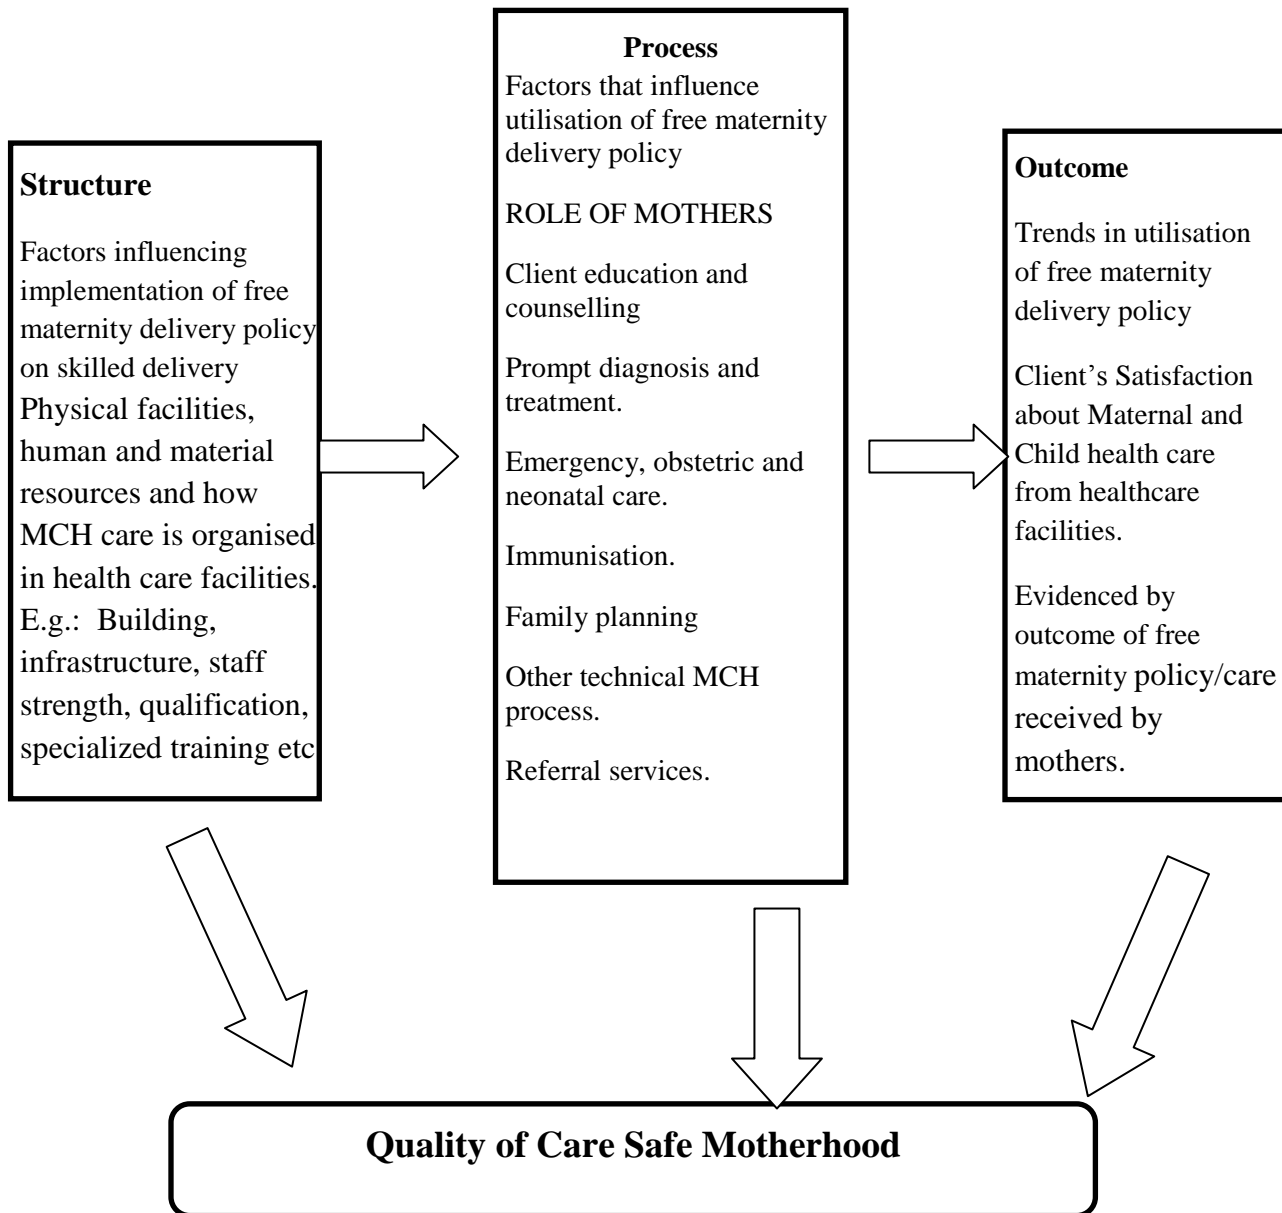 Structure
Factors influencing
implementation of free
maternity delivery policy
on skilled delivery
Physical facilities,
human and material
resources and how
MCH care is organised
in health care facilities.
E.g.: Building,
infrastructure, staff
strength, qualification,
specialized training etc
Process
Factors that influence
utilisation of free maternity
delivery policy
ROLE OF MOTHERS
Client education and
counselling
Prompt diagnosis and
treatment.
Emergency, obstetric and
neonatal care.
Immunisation.
Family planning
Other technical MCH
process.
Referral services.
Outcome
Trends in utilisation
of free maternity
delivery policy
Client's Satisfaction
about Maternal and
Child health care
from healthcare
facilities.
Evidenced by
outcome of free
maternity policy/care
received by
mothers.
Quality of Care Safe Motherhood